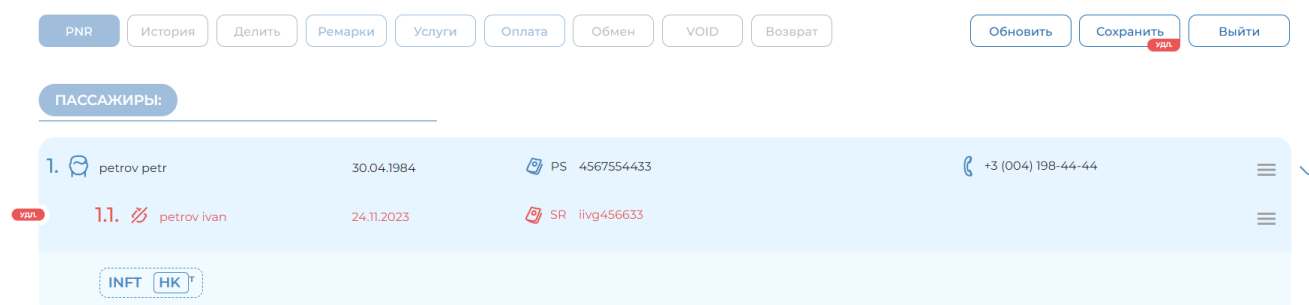 PNR История Делить Ремарки Услуги Оплата Обмен VOID Возврат Обновить Сохранить Выйти
УДЛ.
ПАССАЖИРЫ:
1. petrov petr 30.04.1984 PS 4567554433 +3 (004) 198-44-44
УДЛ. 1.1. petrov ivan 24.11.2023 SR iivg456633
INFT HK T